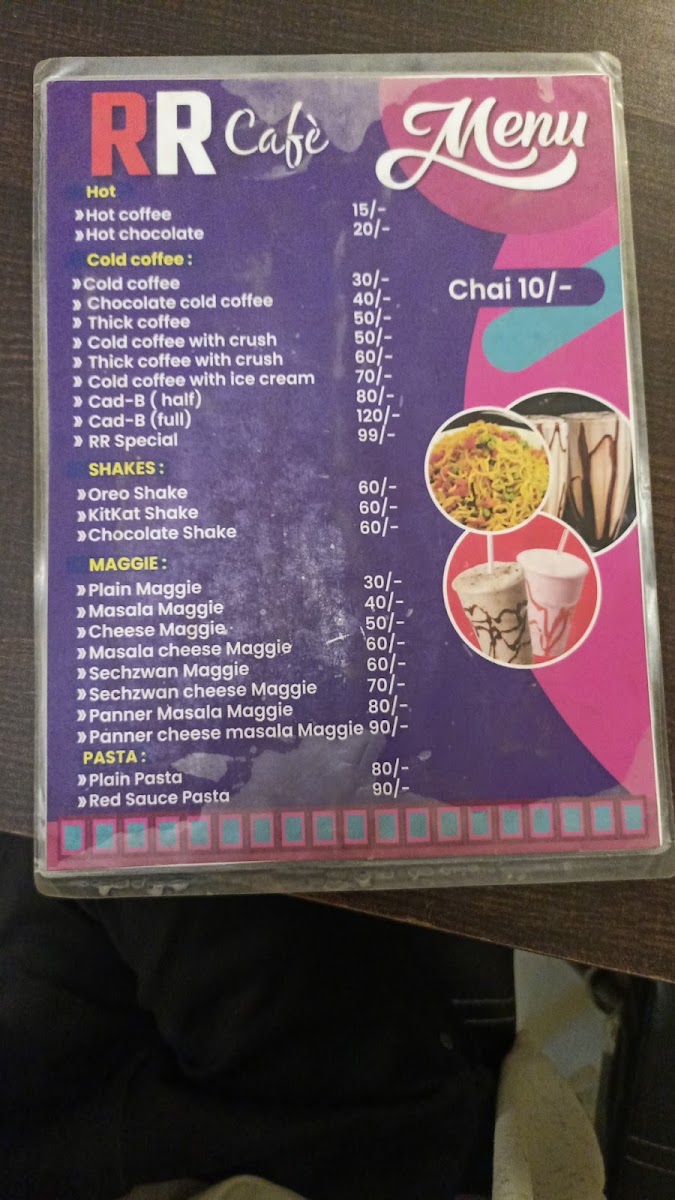 RR Cafè Menu
Hot
Hot coffee 15/-
Hot chocolate 20/-
Cold coffee :
Cold coffee 30/-
Chocolate cold coffee 40/-
Thick coffee 50/-
Cold coffee with crush 50/-
Thick coffee with crush 60/-
Cold coffee with ice cream 70/-
Cad-B ( half) 80/-
Cad-B (full) 120/-
RR Special 99/-
Chai 10/-
SHAKES :
Oreo Shake 60/-
KitKat Shake 60/-
Chocolate Shake 60/-
MAGGIE :
Plain Maggie 30/-
Masala Maggie 40/-
Cheese Maggie 50/-
Masala cheese Maggie 60/-
Sechzwan Maggie 60/-
Sechzwan cheese Maggie 70/-
Panner Masala Maggie 80/-
Panner cheese masala Maggie 90/-
PASTA :
Plain Pasta 80/-
Red Sauce Pasta 90/-